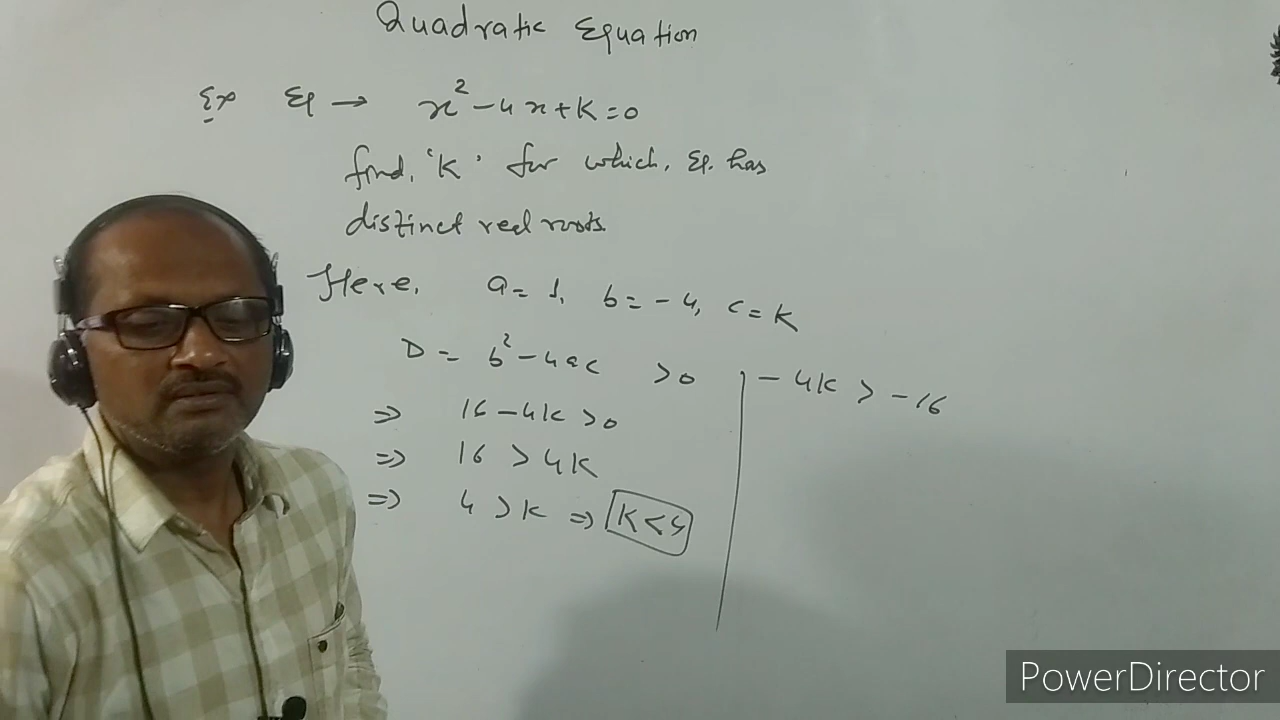 Quadratic Equation
Ex Eq → x² - 4x + K = 0
find, 'K' for which, Eq. has
distinct real roots.
Here, a = 1, b = -4, c = K
D = b² - 4ac > 0
⇒ 16 - 4K > 0
⇒ 16 > 4K
⇒ 4 > K ⇒ K < 4
- 4K > -16
PowerDirector